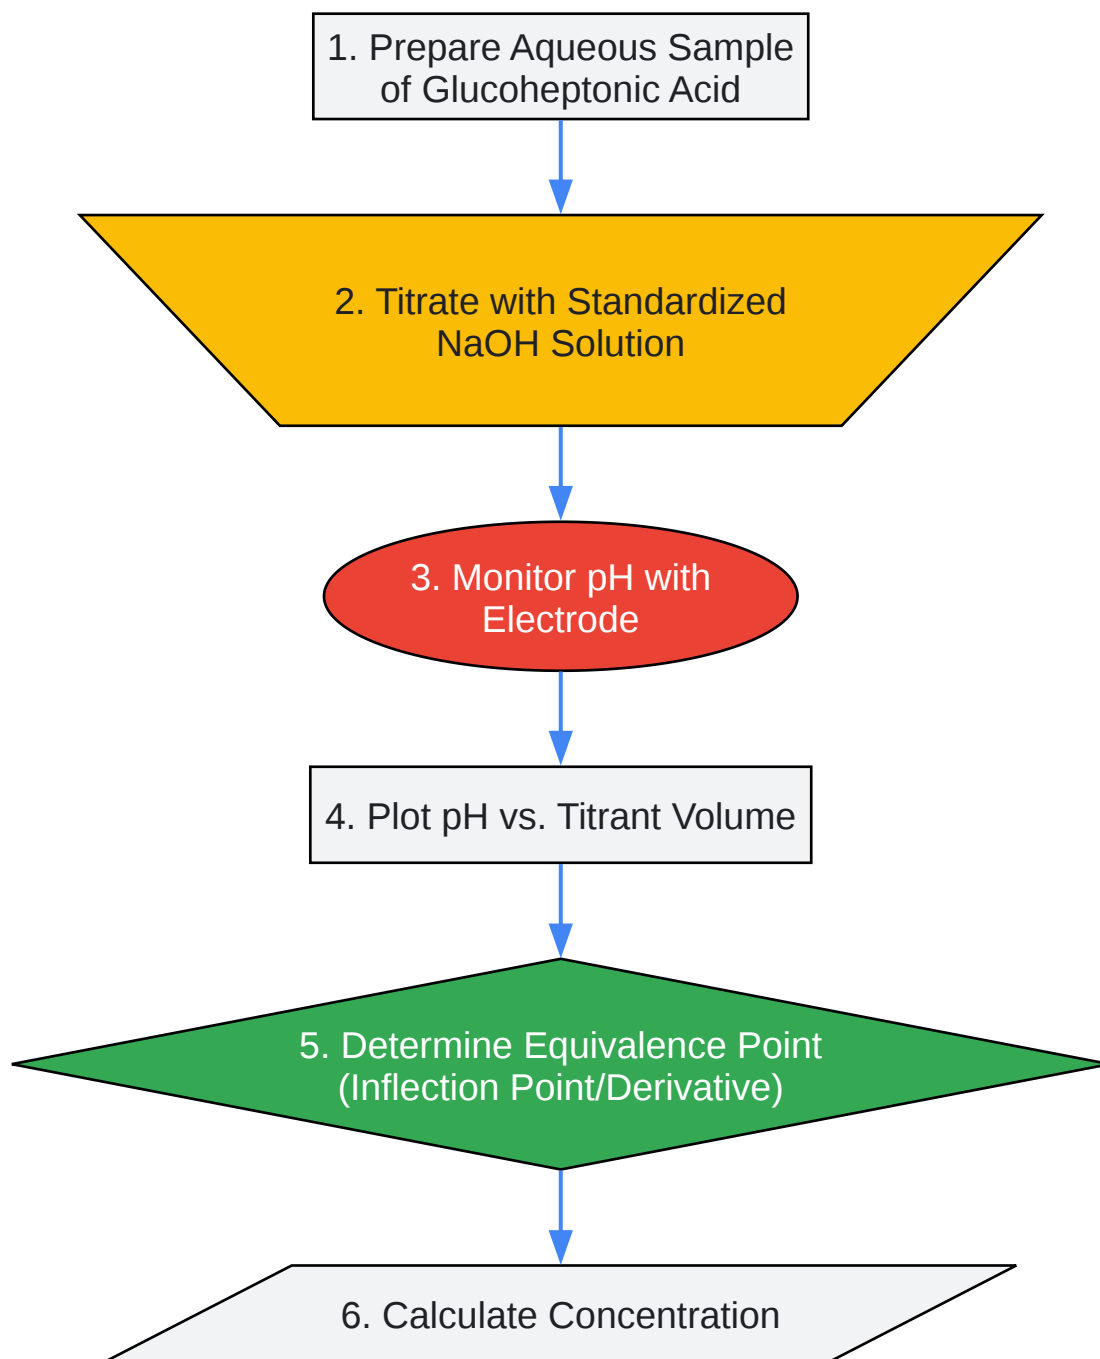 1. Prepare Aqueous Sample
of Glucoheptonic Acid
2. Titrate with Standardized
NaOH Solution
3. Monitor pH with
Electrode
4. Plot pH vs. Titrant Volume
5. Determine Equivalence Point
(Inflection Point/Derivative)
6. Calculate Concentration